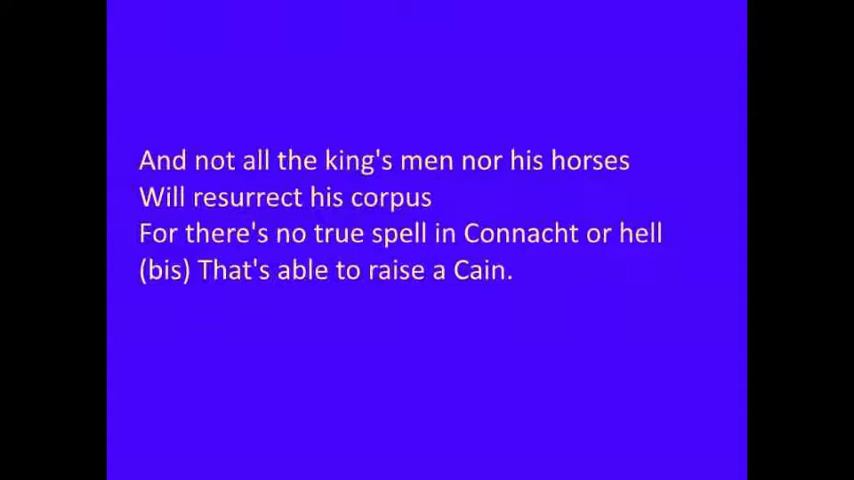 And not all the king's men nor his horses
Will resurrect his corpus
For there's no true spell in Connacht or hell
(bis) That's able to raise a Cain.